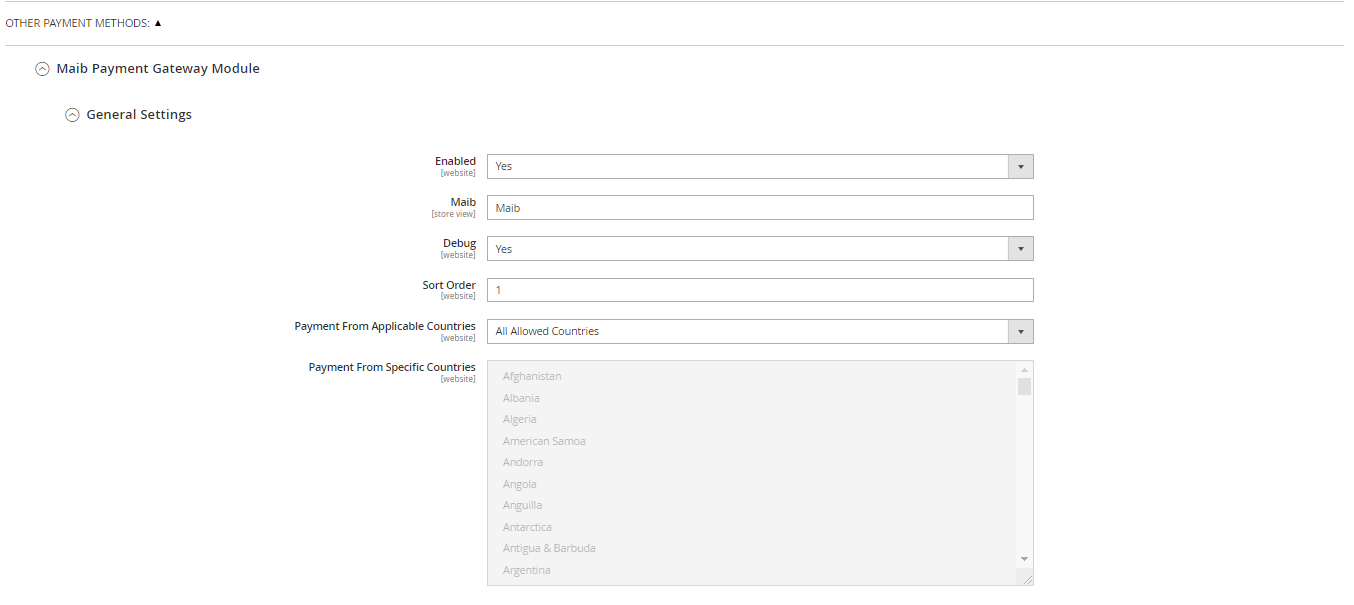 OTHER PAYMENT METHODS: ▲
Maib Payment Gateway Module
General Settings
Enabled
[website]
Yes
Maib
[store view]
Maib
Debug
[website]
Yes
Sort Order
[website]
1
Payment From Applicable Countries
[website]
All Allowed Countries
Payment From Specific Countries
[website]
Afghanistan
Albania
Algeria
American Samoa
Andorra
Angola
Anguilla
Antarctica
Antigua & Barbuda
Argentina